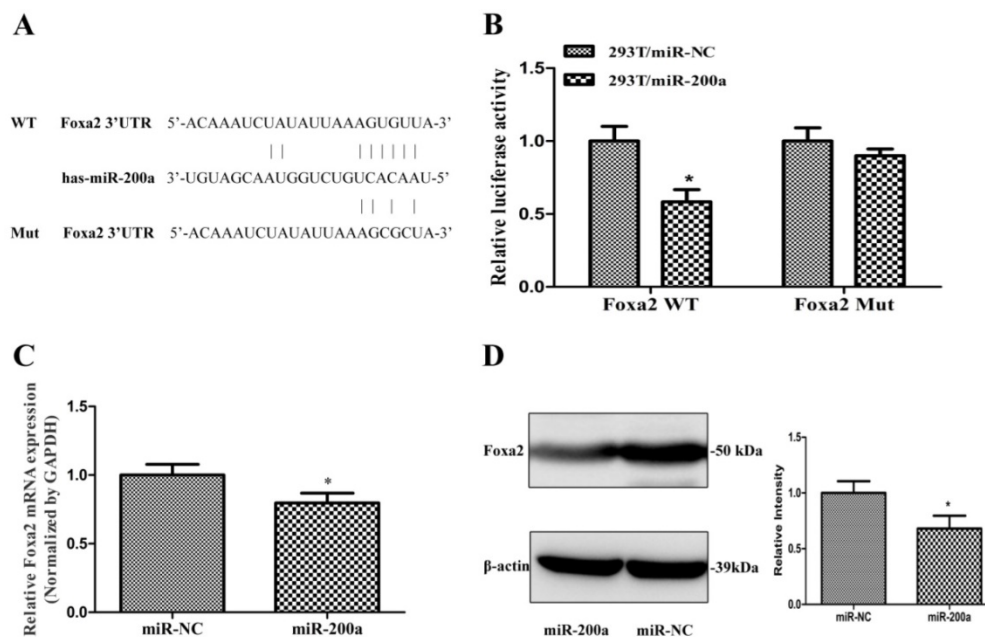 A
WT Foxa2 3'UTR 5'-ACAAAUCUAUAUUAAAGUGUUA-3'
has-miR-200a 3'-UGUAGCAAUGGUCUGUCACAAU-5'
Mut Foxa2 3'UTR 5'-ACAAAUCUAUAUUAAAGCGCUA-3'
B
293T/miR-NC
293T/miR-200a
Relative luciferase activity
1.5
1.0
0.5
0.0
*
Foxa2 WT Foxa2 Mut
C
Relative Foxa2 mRNA expression
(Normalized by GAPDH)
1.5
1.0
0.5
0.0
*
miR-NC miR-200a
D
Foxa2 -50 kDa
β-actin -39kDa
miR-200a miR-NC
Relative Intensity
1.5
1.0
0.5
0.0
*
miR-NC miR-200a